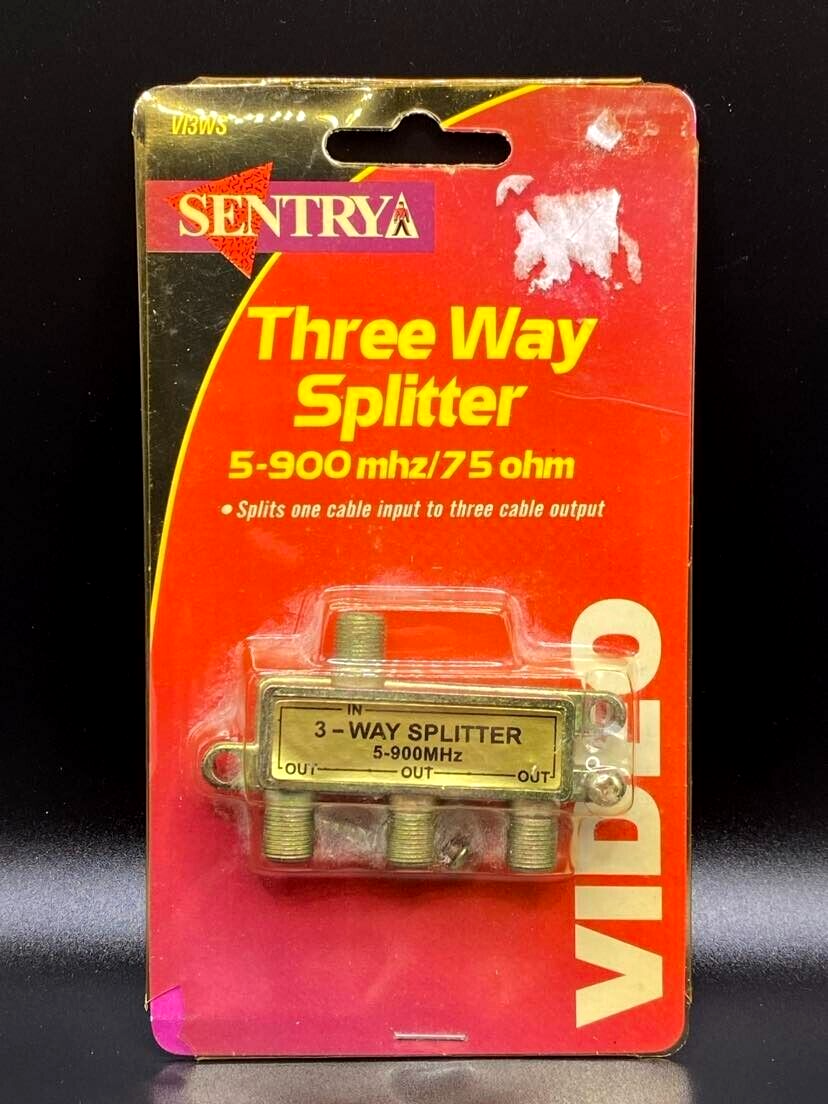 VI3WS
SENTRY
Three Way
Splitter
5-900 mhz/75 ohm
• Splits one cable input to three cable output
IN
3-WAY SPLITTER
5-900MHz
OUT OUT OUT
VIDEO